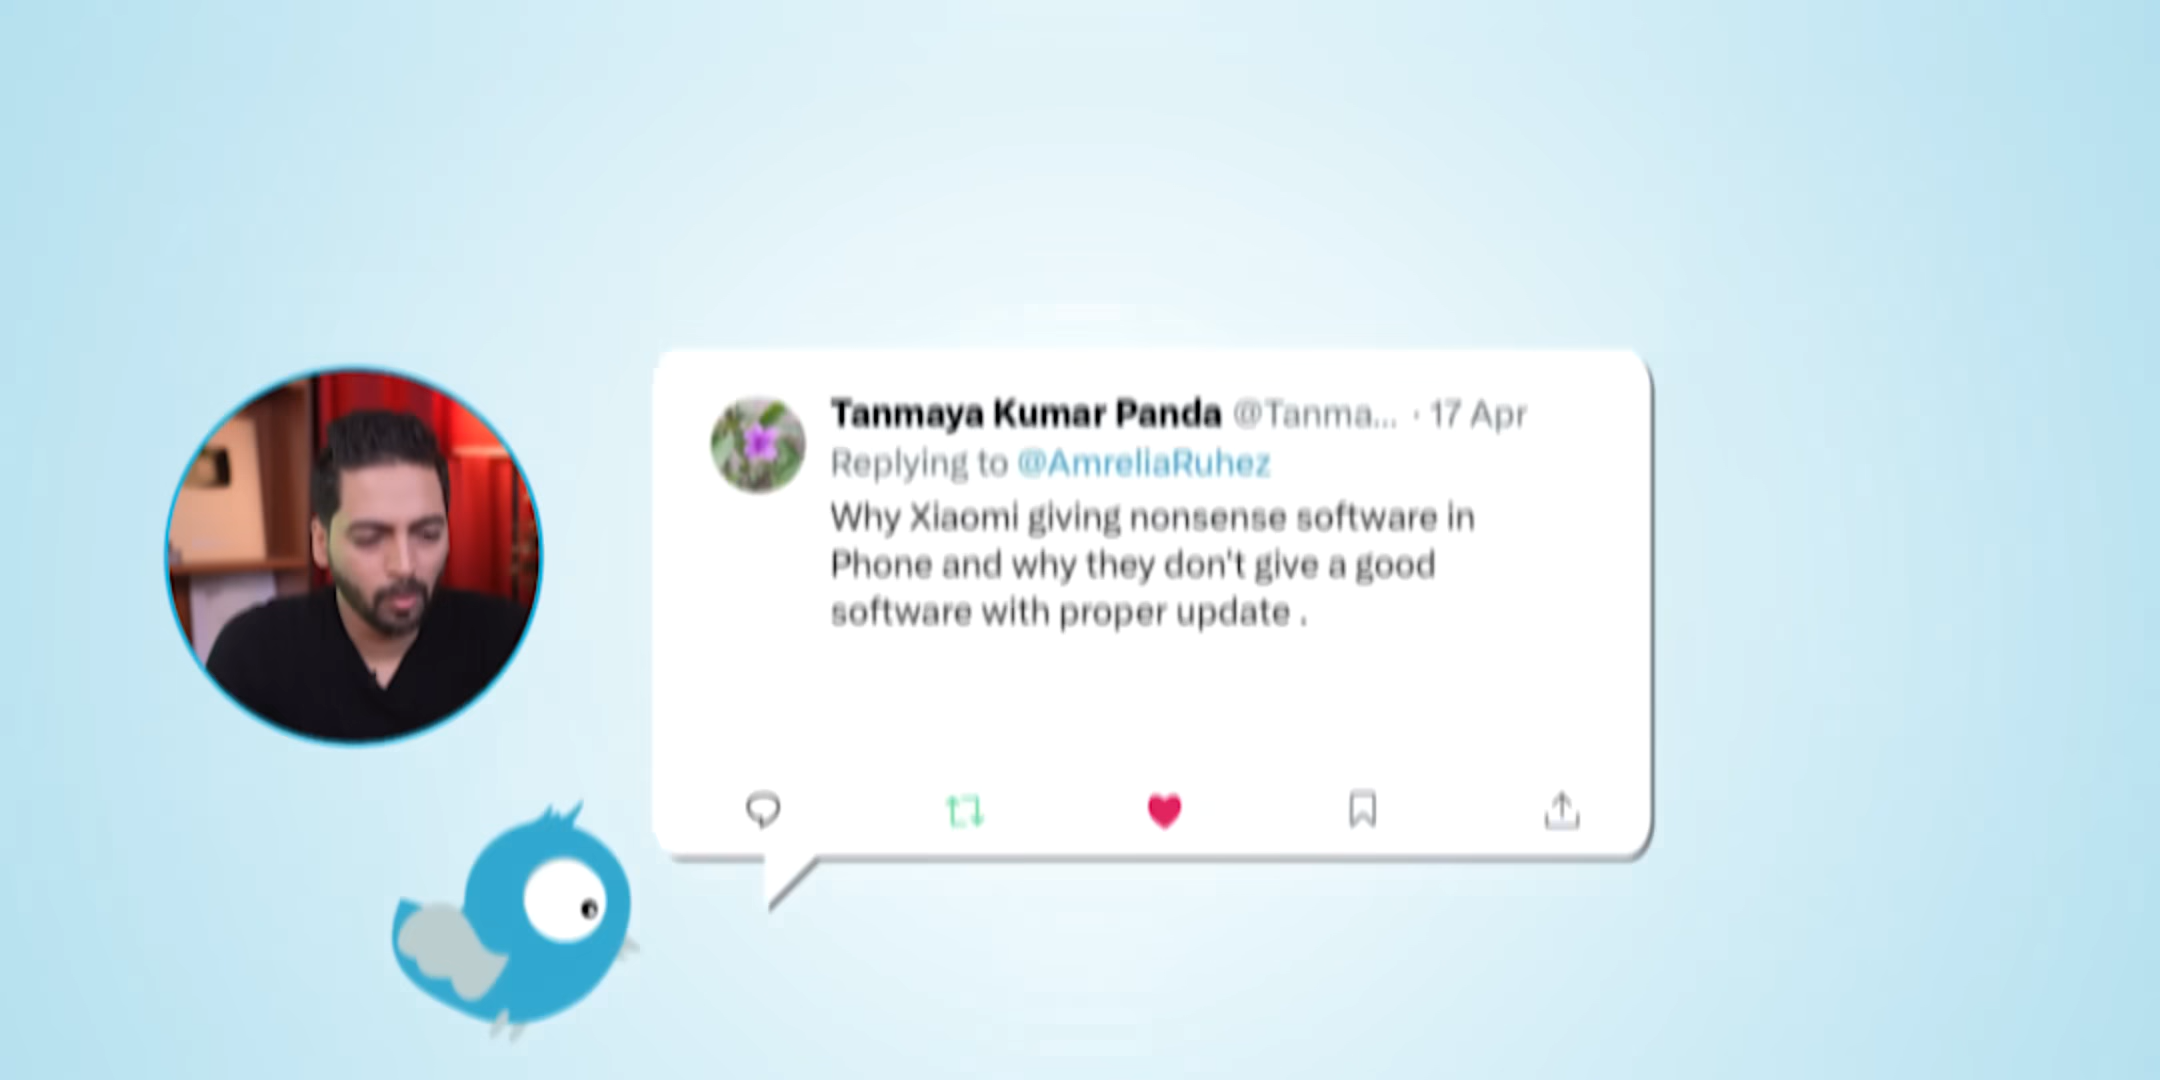 Tanmaya Kumar Panda @Tanma... · 17 Apr
Replying to @AmreliaRuhez
Why Xiaomi giving nonsense software in
Phone and why they don't give a good
software with proper update .